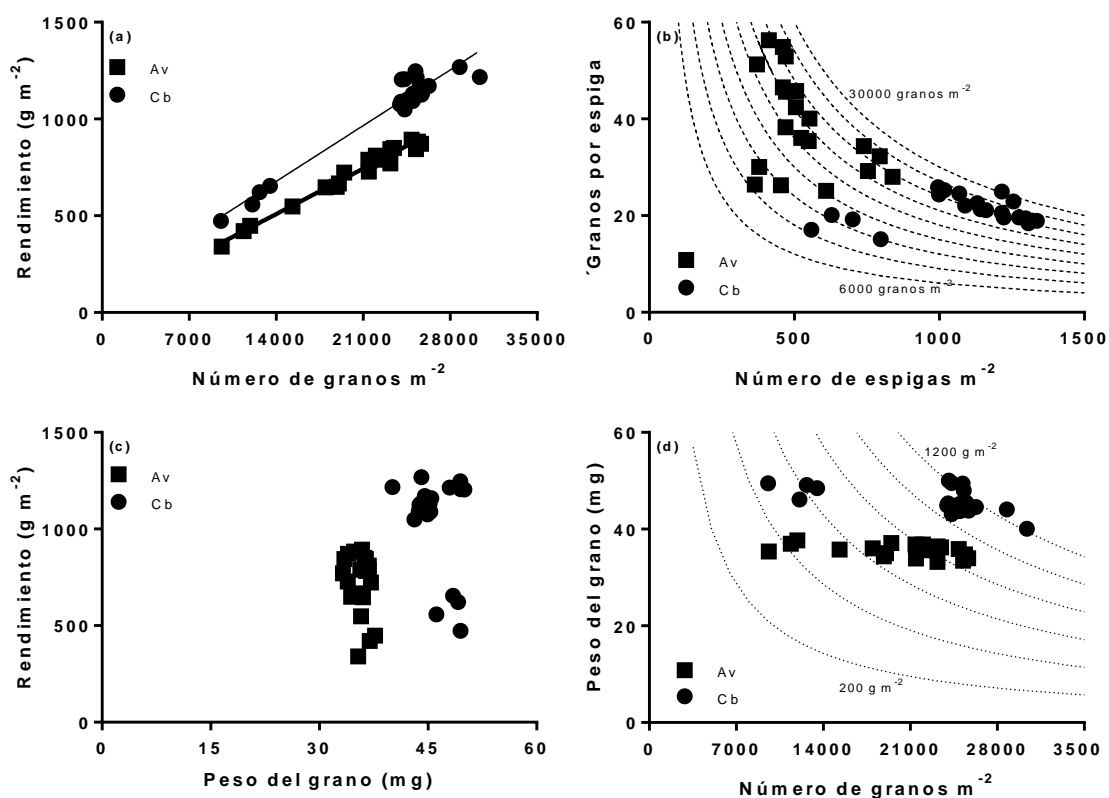 (a)
Av
Cb
1500
1000
500
0
0 7000 14000 21000 28000 35000
Rendimiento (g m-2)
Número de granos m-2
(b)
30000 granos m-2
6000 granos m-2
Av
Cb
60
40
20
0
0 500 1000 1500
´Granos por espiga
Número de espigas m-2
(c)
Av
Cb
1500
1000
500
0
0 15 30 45 60
Rendimiento (g m-2)
Peso del grano (mg)
(d)
1200 g m-2
200 g m-2
Av
Cb
60
40
20
0
0 7000 14000 21000 28000 3500
Peso del grano (mg)
Número de granos m-2